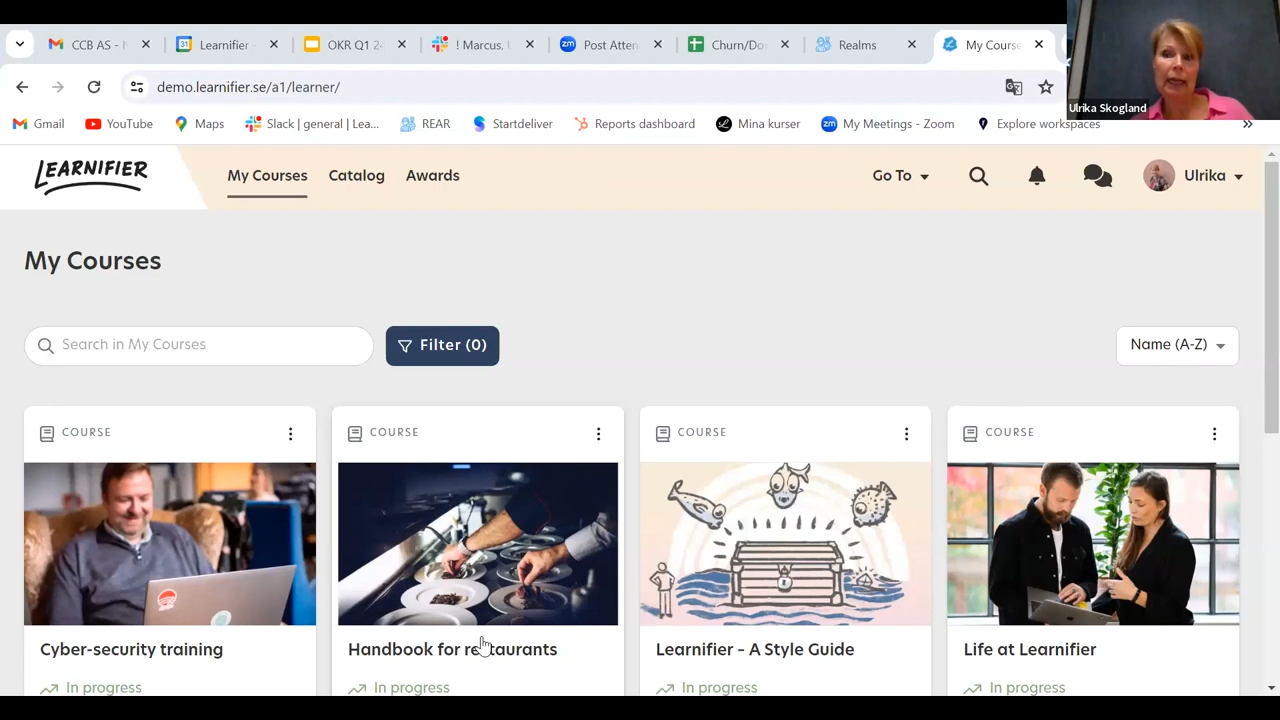 CCB AS -
Learnifier -
OKR Q1 2
! Marcus,
Post Atten
Churn/Do
Realms
My Cours
demo.learnifier.se/a1/learner/
Ulrika Skogland
Gmail
YouTube
Maps
Slack | general | Lea...
REAR
Startdeliver
Reports dashboard
Mina kurser
My Meetings - Zoom
Explore workspaces
LEARNIFIER
My Courses
Catalog
Awards
Go To
Ulrika
My Courses
Search in My Courses
Filter (0)
Name (A-Z)
COURSE
COURSE
COURSE
COURSE
Cyber-security training
Handbook for restaurants
Learnifier – A Style Guide
Life at Learnifier
In progress
In progress
In progress
In progress